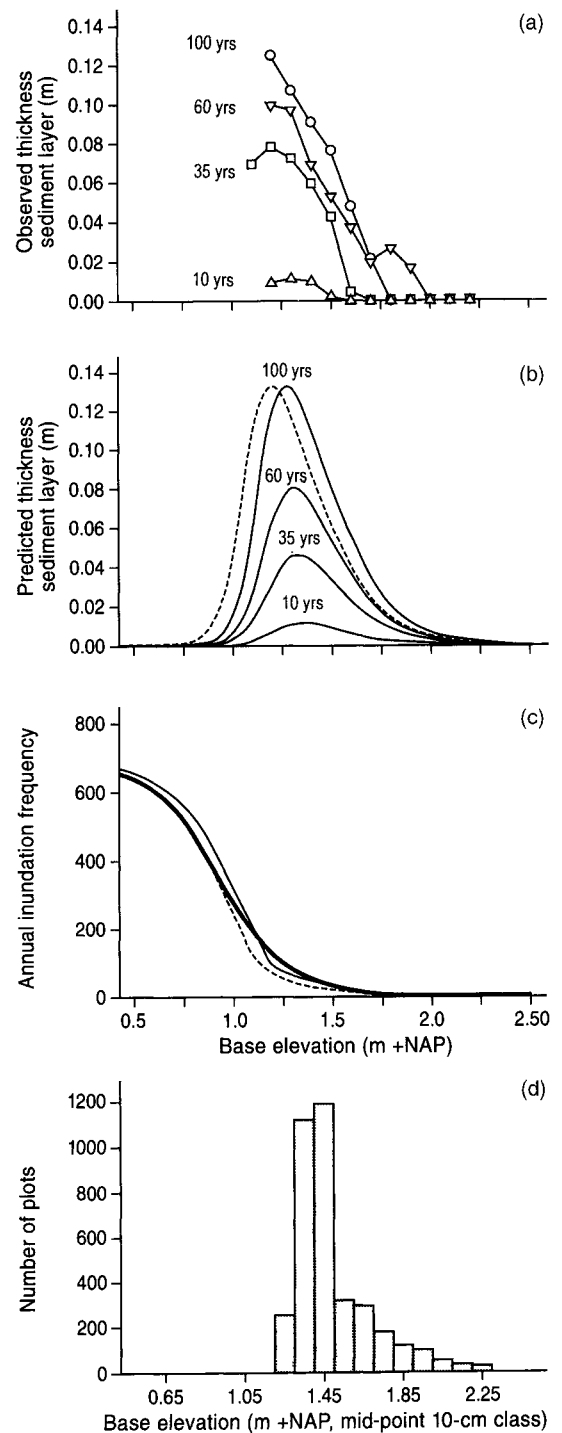 (a)
Observed thickness
sediment layer (m)
0.14
0.12
0.10
0.08
0.06
0.04
0.02
0.00
100 yrs
60 yrs
35 yrs
10 yrs
(b)
Predicted thickness
sediment layer (m)
0.14
0.12
0.10
0.08
0.06
0.04
0.02
0.00
100 yrs
60 yrs
35 yrs
10 yrs
(c)
Annual inundation frequency
800
600
400
200
0
0.5 1.0 1.5 2.0 2.50
Base elevation (m +NAP)
(d)
Number of plots
1200
1000
800
600
400
200
0
0.65 1.05 1.45 1.85 2.25
Base elevation (m +NAP, mid-point 10-cm class)